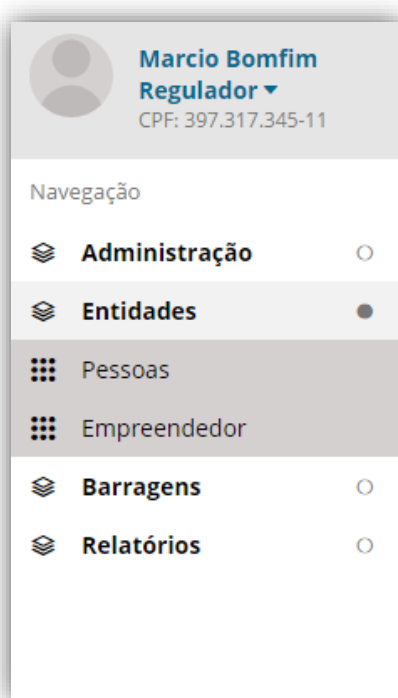 Marcio Bomfim
Regulador
CPF: 397.317.345-11
Navegação
Administração
Entidades
Pessoas
Empreendedor
Barragens
Relatórios